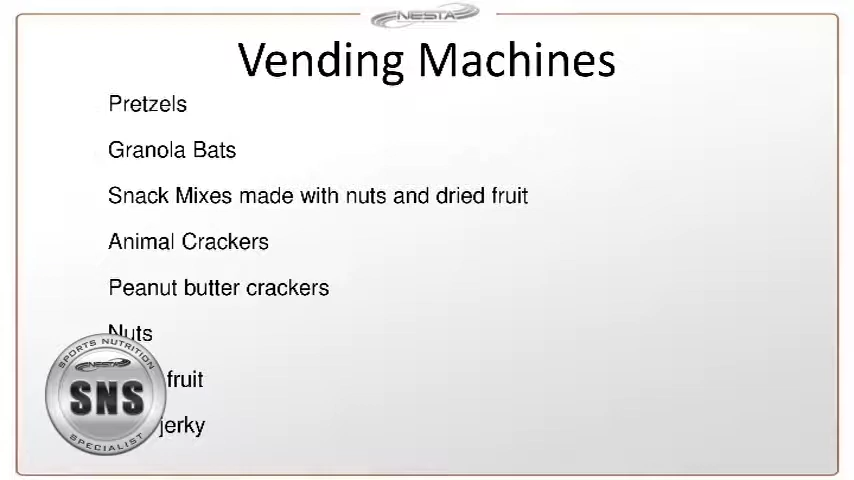 NESTA
Vending Machines
Pretzels
Granola Bats
Snack Mixes made with nuts and dried fruit
Animal Crackers
Peanut butter crackers
Nuts
fruit
jerky
SPORTS NUTRITION
NESTA
SNS
SPECIALIST